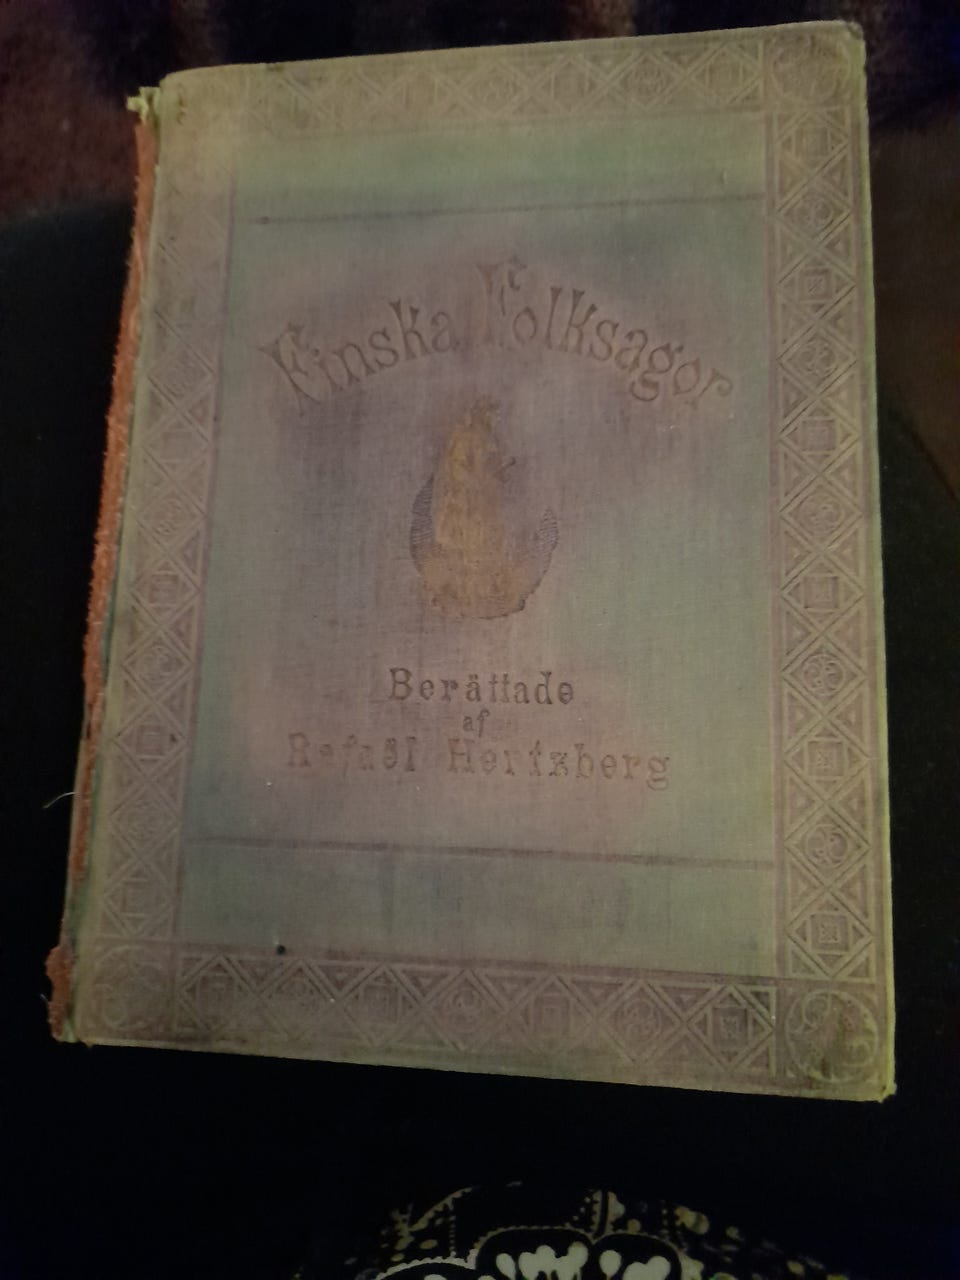 Finska Folksagor
Berättade
af
Rafaël Hertzberg